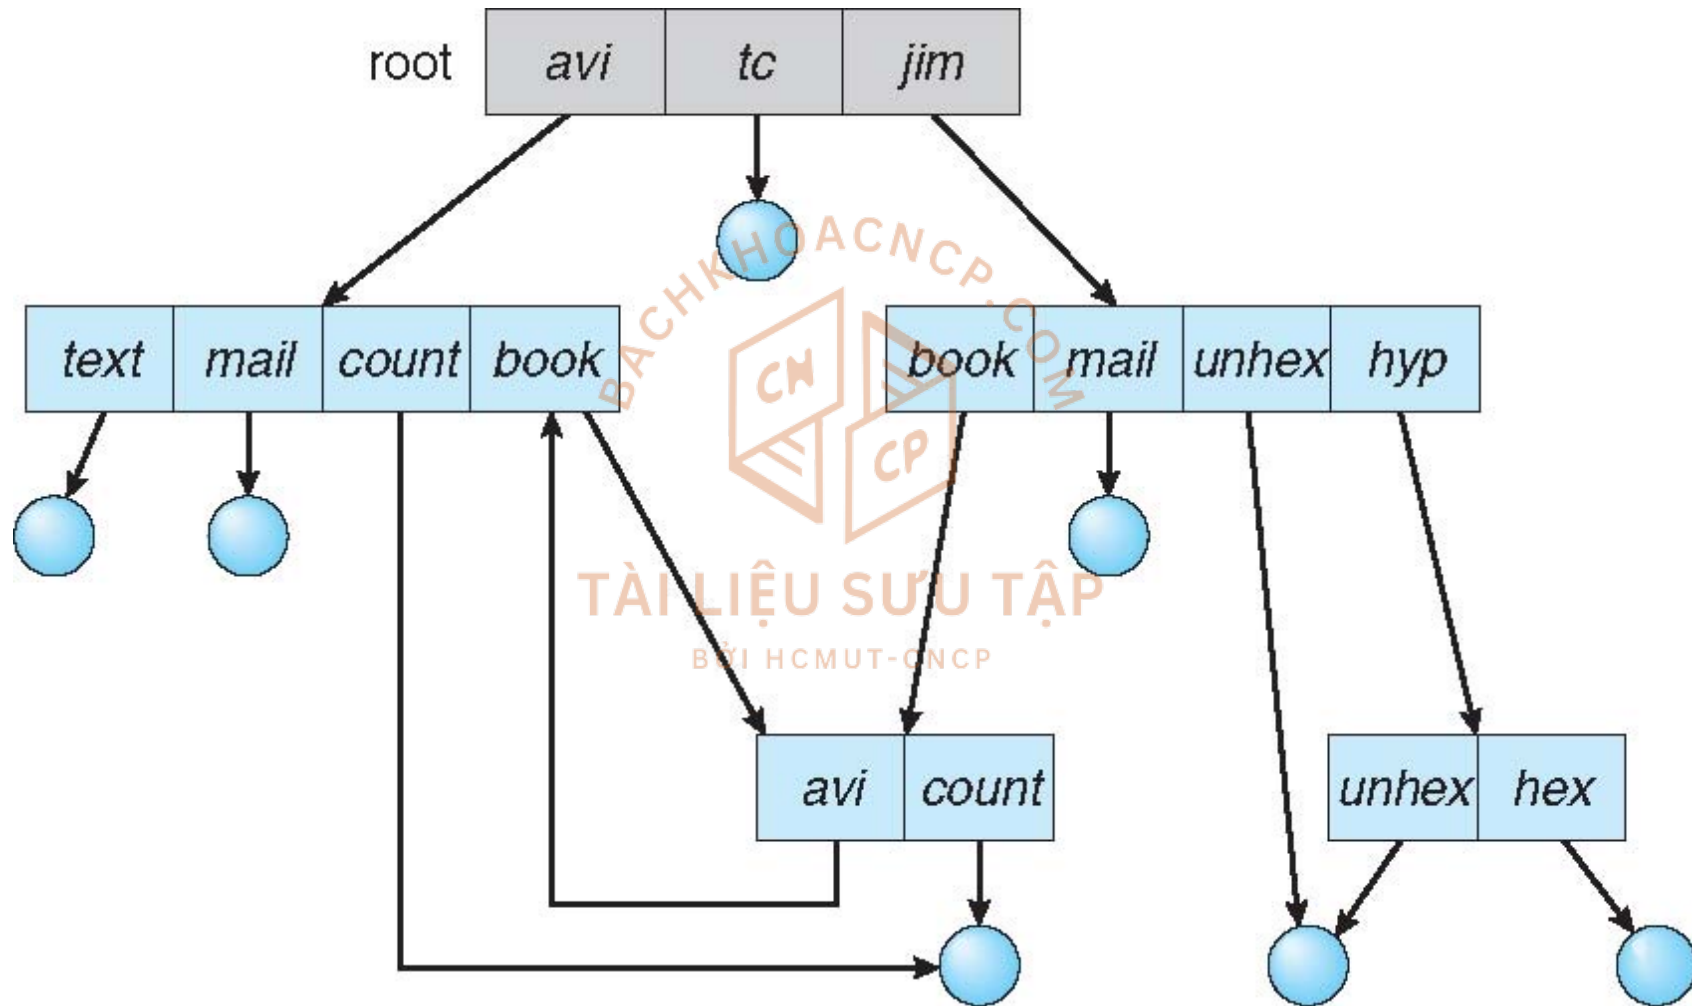 root avi tc jim
BACHKHOACNCP.COM
text mail count book
book mail unhex hyp
CN
CP
TÀI LIỆU SƯU TẬP
BỞI HCMUT-CNCP
avi count
unhex hex